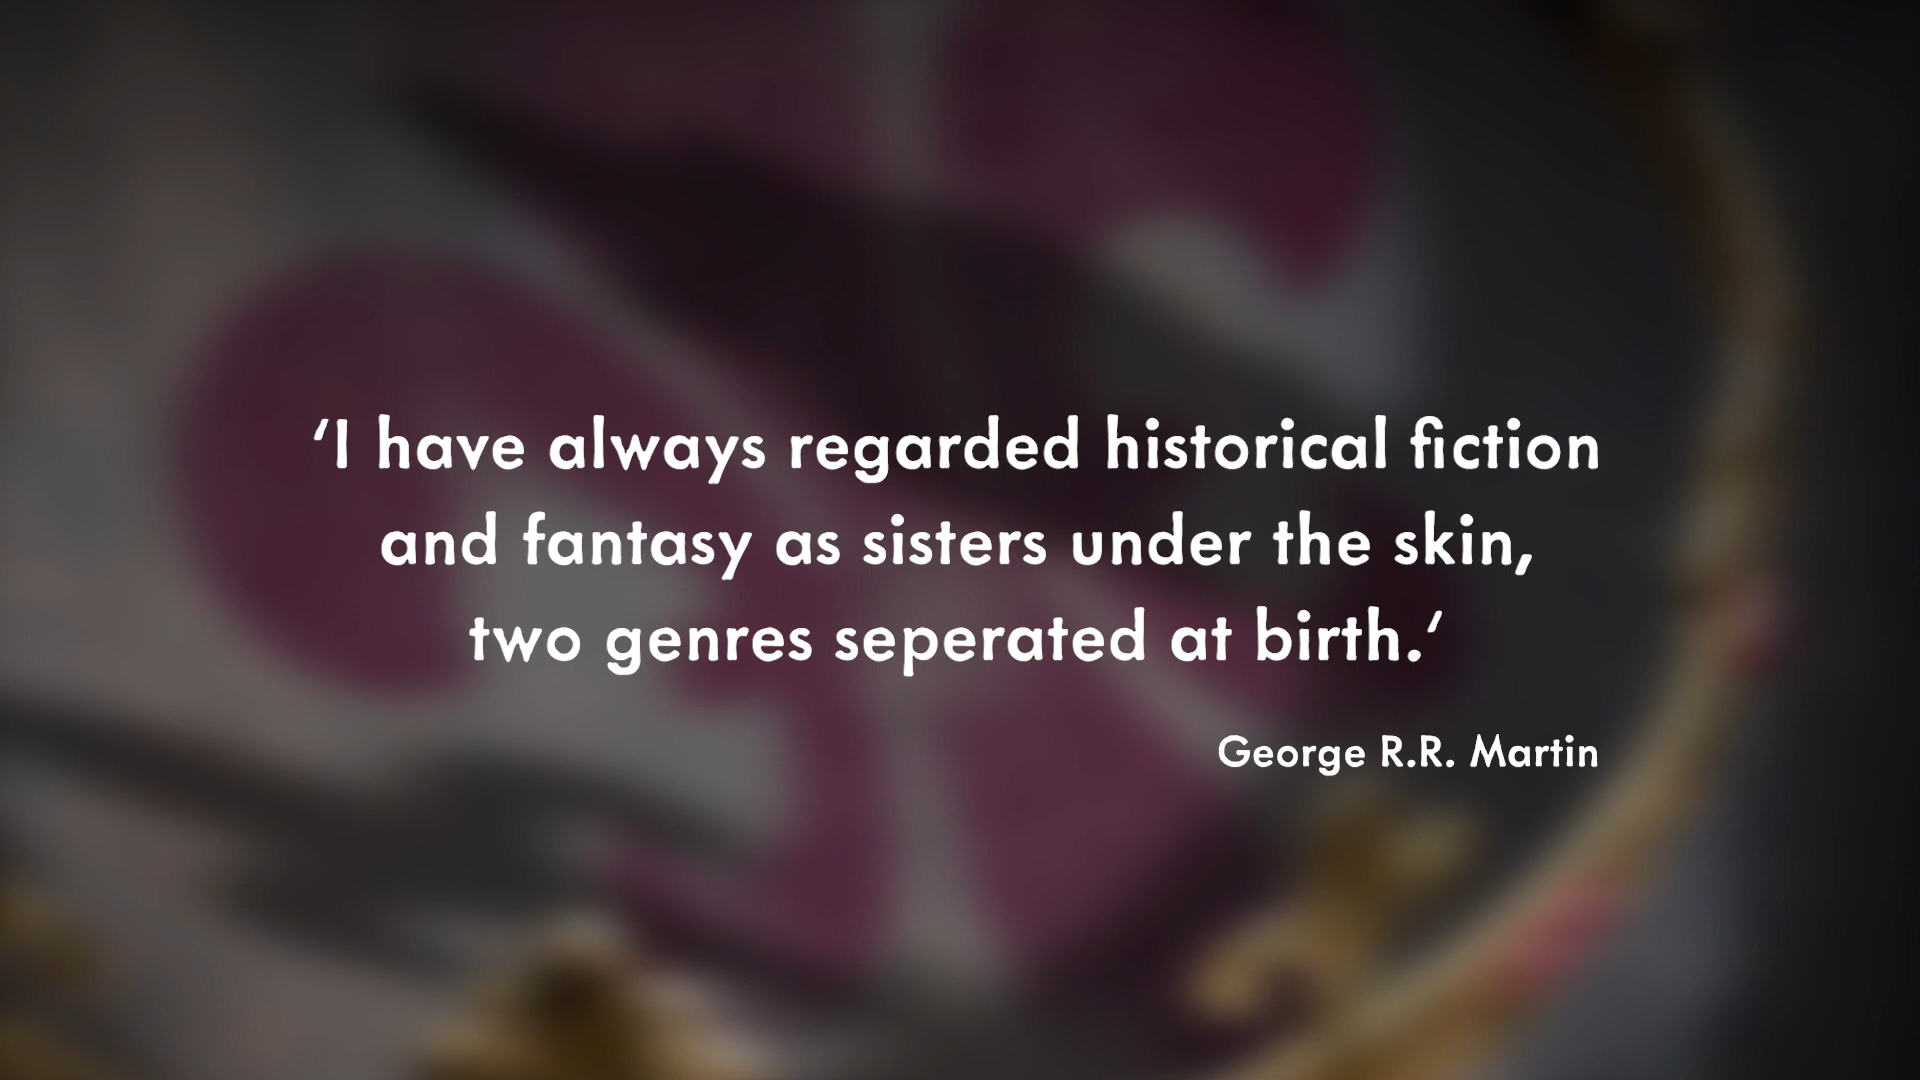 ‘I have always regarded historical fiction
and fantasy as sisters under the skin,
two genres seperated at birth.’
George R.R. Martin